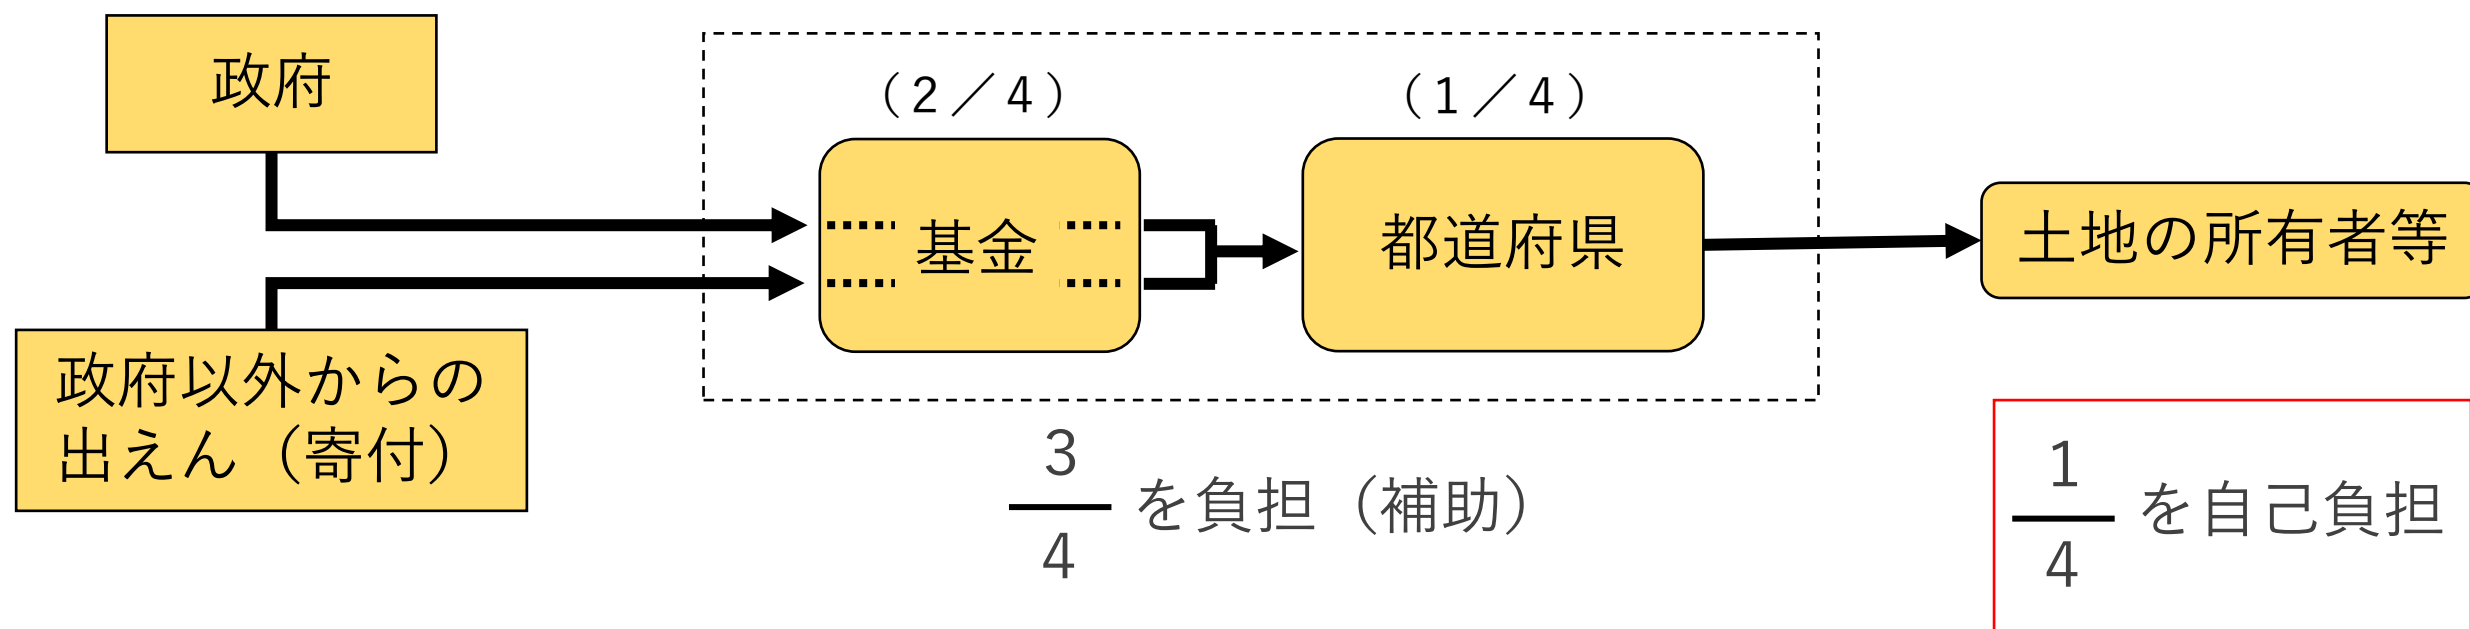 政府
（２／４）
（１／４）
基金
都道府県
土地の所有者等
政府以外からの
出えん（寄付）
3
4
を負担（補助）
1
4
を自己負担